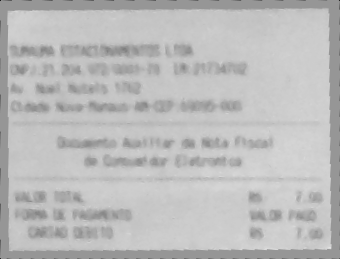 SUMAUMA ESTACIONAMENTOS LTDA
CNPJ:21.204.972/0001-78 IM:21734702
Av. Noel Nutels 1762
Cidade Nova-Manaus-AM-CEP:69095-000
Documento Auxiliar da Nota Fiscal
de Consumidor Eletronica
VALOR TOTAL R$ 7.00
FORMA DE PAGAMENTO VALOR PAGO
CARTAO DEBITO R$ 7.00